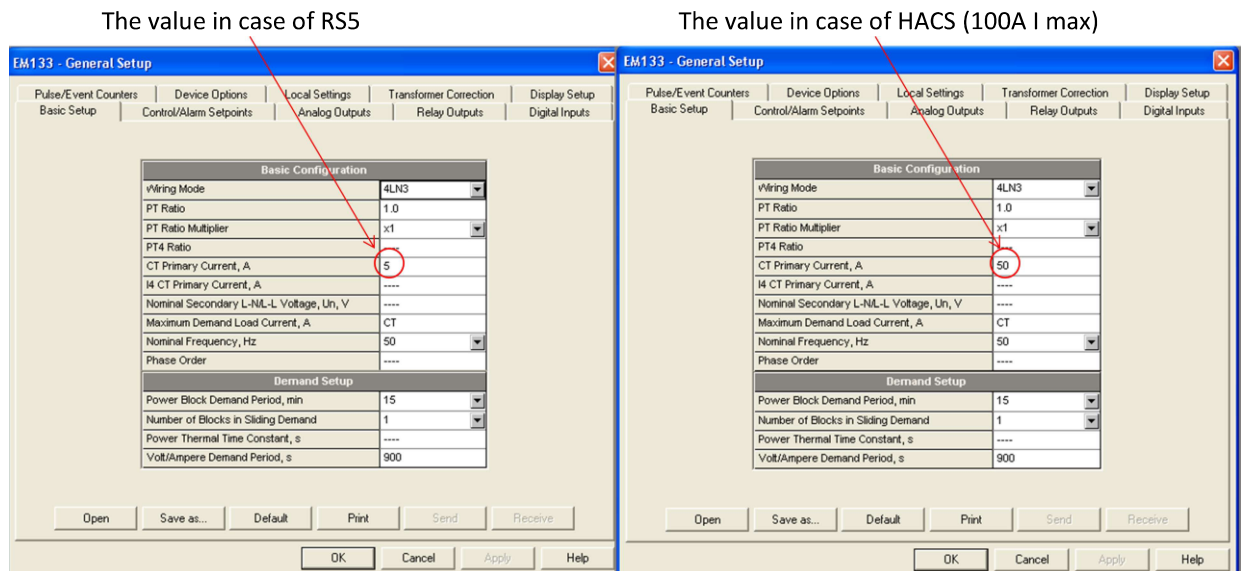 The value in case of RS5
The value in case of HACS (100A I max)
EM133 - General Setup
Pulse/Event Counters Device Options Local Settings Transformer Correction Display Setup
Basic Setup Control/Alarm Setpoints Analog Outputs Relay Outputs Digital Inputs
Basic Configuration
Wiring Mode 4LN3
PT Ratio 1.0
PT Ratio Multiplier x1
PT4 Ratio ----
CT Primary Current, A 5
I4 CT Primary Current, A ----
Nominal Secondary L-N/L-L Voltage, Un, V ----
Maximum Demand Load Current, A CT
Nominal Frequency, Hz 50
Phase Order ----
Demand Setup
Power Block Demand Period, min 15
Number of Blocks in Sliding Demand 1
Power Thermal Time Constant, s ----
Volt/Ampere Demand Period, s 900
Open Save as... Default Print Send Receive
OK Cancel Apply Help
EM133 - General Setup
Pulse/Event Counters Device Options Local Settings Transformer Correction Display Setup
Basic Setup Control/Alarm Setpoints Analog Outputs Relay Outputs Digital Inputs
Basic Configuration
Wiring Mode 4LN3
PT Ratio 1.0
PT Ratio Multiplier x1
PT4 Ratio ----
CT Primary Current, A 50
I4 CT Primary Current, A ----
Nominal Secondary L-N/L-L Voltage, Un, V ----
Maximum Demand Load Current, A CT
Nominal Frequency, Hz 50
Phase Order ----
Demand Setup
Power Block Demand Period, min 15
Number of Blocks in Sliding Demand 1
Power Thermal Time Constant, s ----
Volt/Ampere Demand Period, s 900
Open Save as... Default Print Send Receive
OK Cancel Apply Help